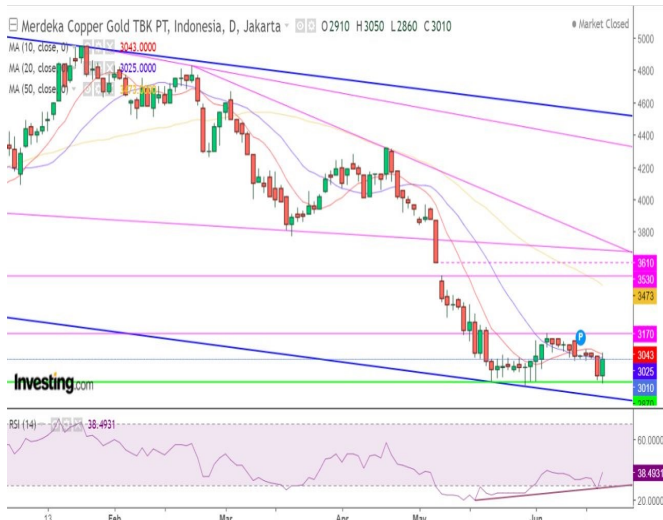 Merdeka Copper Gold TBK PT, Indonesia, D, Jakarta O2910 H3050 L2860 C3010
Market Closed
MA (10, close, 0) 3043.0000
MA (20, close, 0) 3025.0000
MA (50, close, 0)
5000
4800
4600
4400
4200
4000
3800
3610
3530
3473
3170
3043
3025
3010
P
Investing.com
RSI (14) 38.4931
60.0000
38.4931
20.0000
13 Feb Mar Apr May Jun